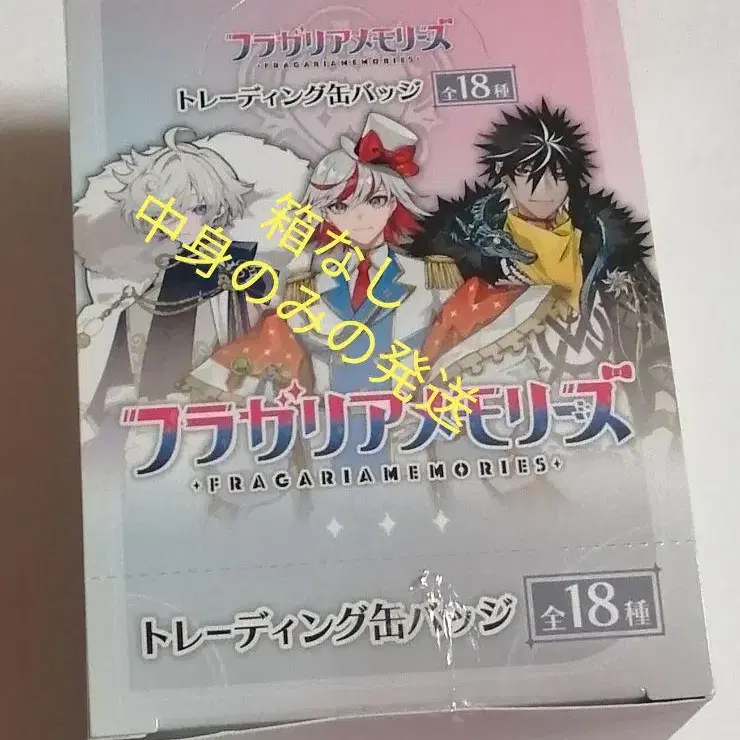 フラガリアメモリーズ
FRAGARIAMEMORIES
トレーディング缶バッジ 全18種
箱なし
中身のみの発送
フラガリアメモリーズ
FRAGARIAMEMORIES
トレーディング缶バッジ 全18種